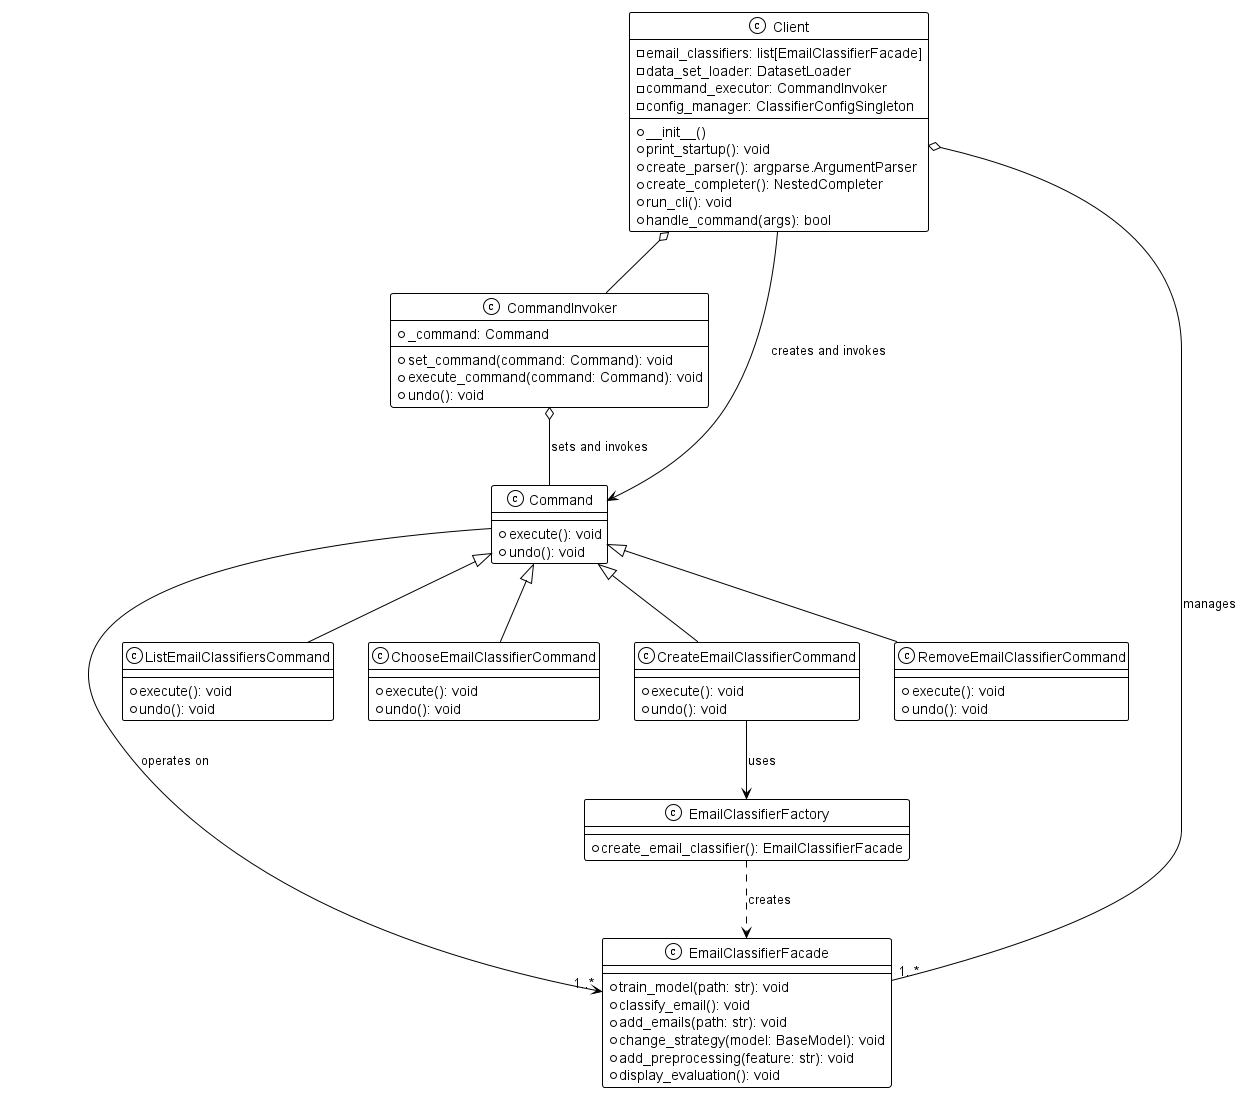 C Client
email_classifiers: list[EmailClassifierFacade]
data_set_loader: DatasetLoader
command_executor: CommandInvoker
config_manager: ClassifierConfigSingleton
__init__()
print_startup(): void
create_parser(): argparse.ArgumentParser
create_completer(): NestedCompleter
run_cli(): void
handle_command(args): bool
C CommandInvoker
_command: Command
set_command(command: Command): void
execute_command(command: Command): void
undo(): void
creates and invokes
sets and invokes
C Command
execute(): void
undo(): void
manages
C ListEmailClassifiersCommand
execute(): void
undo(): void
C ChooseEmailClassifierCommand
execute(): void
undo(): void
C CreateEmailClassifierCommand
execute(): void
undo(): void
C RemoveEmailClassifierCommand
execute(): void
undo(): void
operates on
uses
C EmailClassifierFactory
create_email_classifier(): EmailClassifierFacade
creates
C EmailClassifierFacade
1..*
1..*
train_model(path: str): void
classify_email(): void
add_emails(path: str): void
change_strategy(model: BaseModel): void
add_preprocessing(feature: str): void
display_evaluation(): void